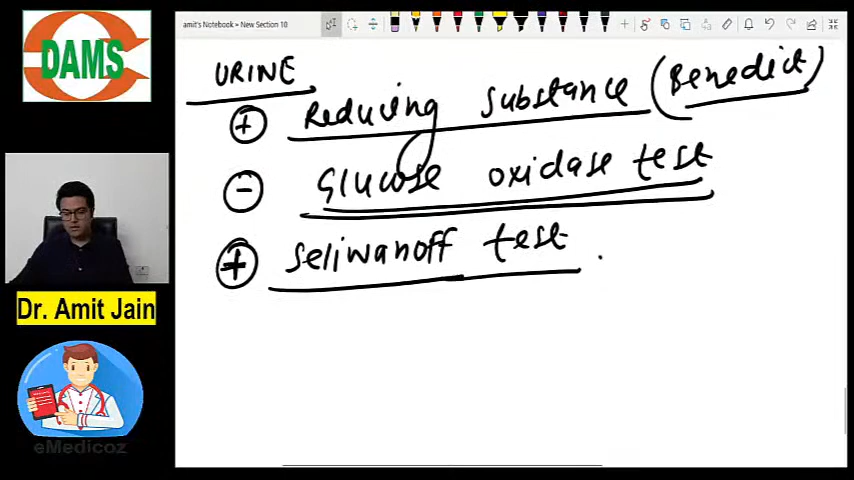 amit's Notebook > New Section 10
DAMS
URINE
+ Reducing substance (Benedict)
- Glucose oxidase test
+ Seliwanoff test.
Dr. Amit Jain
eMedicoz